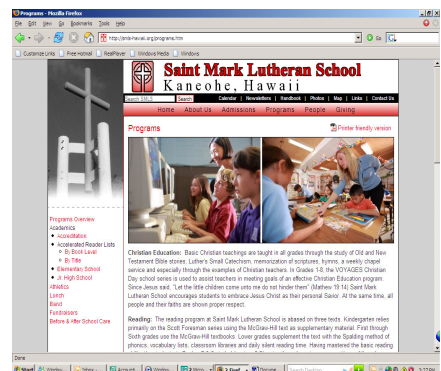 Programs - Mozilla Firefox
File Edit View Go Bookmarks Tools Help
http://smls-hawaii.org/programs.htm
Go
Customize Links Free Hotmail RealPlayer Windows Media Windows
Saint Mark Lutheran School
Kaneohe, Hawaii
Search SMLS Search Calendar | Newsletters | Handbook | Photos | Map | Links | Contact Us
Home About Us Admissions Programs People Giving
Programs
Printer friendly version
Programs Overview
Academics
Accreditation
Accelerated Reader Lists
By Book Level
By Title
Elementary School
Jr. High School
Athletics
Lunch
Band
Fundraisers
Before & After School Care
Christian Education: Basic Christian teachings are taught in all grades through the study of Old and New
Testament Bible stories, Luther's Small Catechism, memorization of scriptures, hymns, a weekly chapel
service and especially through the examples of Christian teachers. In Grades 1-8, the VOYAGES Christian
Day school series is used to assist teachers in meeting goals of an effective Christian Education program.
Since Jesus said, "Let the little children come unto me do not hinder them" (Mathew 19:14) Saint Mark
Lutheran School encourages students to embrace Jesus Christ as their personal Savior. At the same time, all
people and their faiths are shown proper respect.
Reading: The reading program at Saint Mark Lutheran School is abased on three texts. Kindergarten relies
primarily on the Scott Foresman series using the McGraw-Hill text as supplementary material. First through
Sixth grades use the McGraw-Hill textbooks. Lower grades supplement the text with the Spalding method of
phonics, vocabulary lists, classroom libraries and daily silent reading time. Having mastered the basic reading
Done
Start